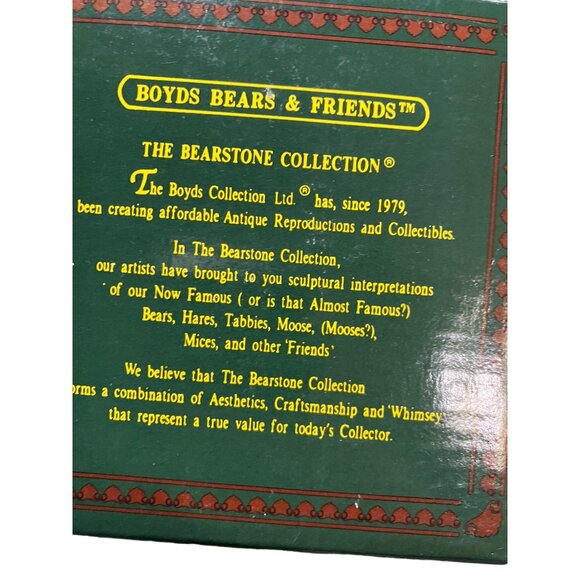 BOYDS BEARS & FRIENDS™
THE BEARSTONE COLLECTION®
The Boyds Collection Ltd.® has, since 1979,
been creating affordable Antique Reproductions and Collectibles.
In The Bearstone Collection,
our artists have brought to you sculptural interpretations
of our Now Famous ( or is that Almost Famous?)
Bears, Hares, Tabbies, Moose, (Mooses?),
Mices, and other 'Friends'
We believe that The Bearstone Collection
orms a combination of Aesthetics, Craftsmanship and 'Whimsey'
that represent a true value for today's Collector.